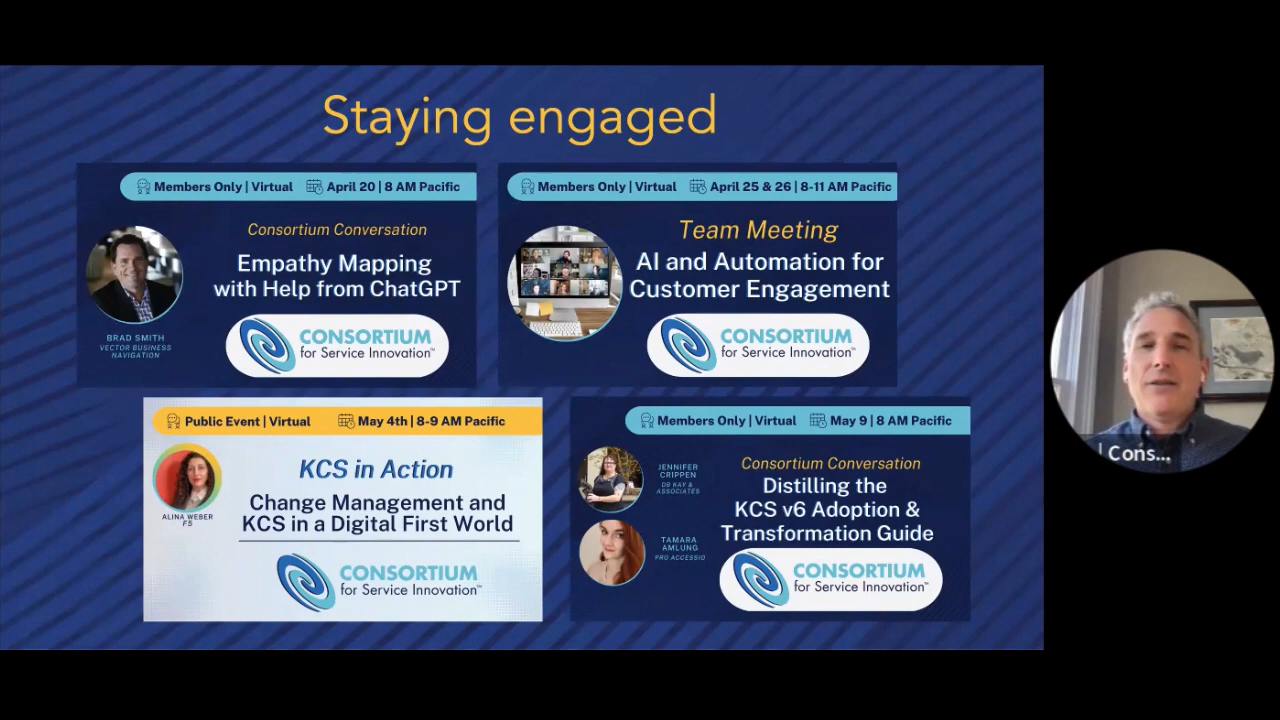 Staying engaged
Members Only | Virtual April 20 | 8 AM Pacific
Consortium Conversation
Empathy Mapping
with Help from ChatGPT
BRAD SMITH
VECTOR BUSINESS
NAVIGATION
CONSORTIUM
for Service Innovation™
Members Only | Virtual April 25 & 26 | 8-11 AM Pacific
Team Meeting
AI and Automation for
Customer Engagement
CONSORTIUM
for Service Innovation™
Public Event | Virtual May 4th | 8-9 AM Pacific
KCS in Action
Change Management and
KCS in a Digital First World
ALINA WEBER
F5
CONSORTIUM
for Service Innovation™
Members Only | Virtual May 9 | 8 AM Pacific
JENNIFER
CRIPPEN
DB KAY &
ASSOCIATES
TAMARA
AMLUNG
PRO ACCESSIO
Consortium Conversation
Distilling the
KCS v6 Adoption &
Transformation Guide
CONSORTIUM
for Service Innovation™
Cons...